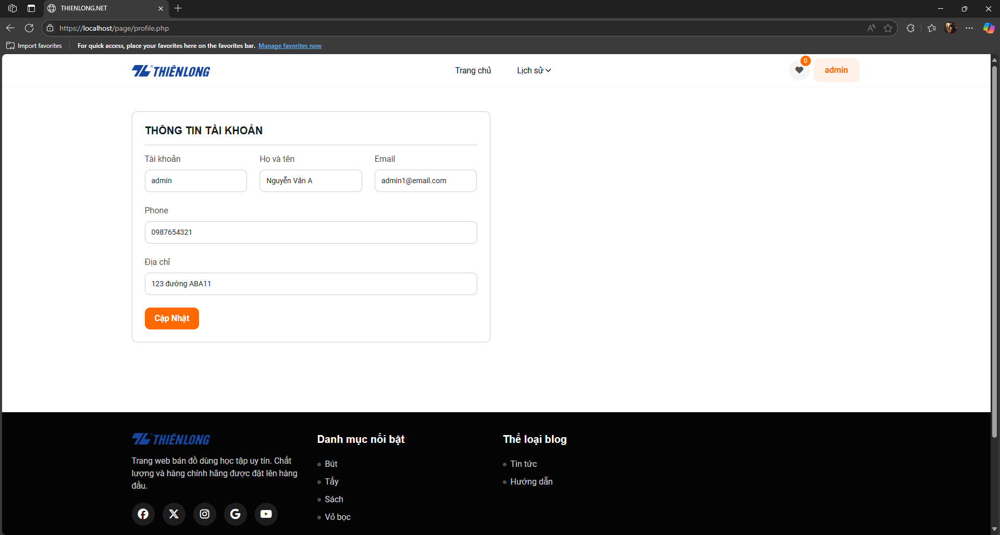 THIENLONG.NET
https://localhost/page/profile.php
Import favorites
For quick access, place your favorites here on the favorites bar. Manage favorites now
THIÊNLONG
Trang chủ
Lịch sử
0
admin
THÔNG TIN TÀI KHOẢN
Tài khoản
Họ và tên
Email
admin
Nguyễn Văn A
admin1@email.com
Phone
0987654321
Địa chỉ
123 đường ABA11
Cập Nhật
THIÊNLONG
Trang web bán đồ dùng học tập uy tín. Chất
lượng và hàng chính hãng được đặt lên hàng
đầu.
Danh mục nổi bật
Bút
Tẩy
Sách
Vỏ bọc
Thể loại blog
Tin tức
Hướng dẫn